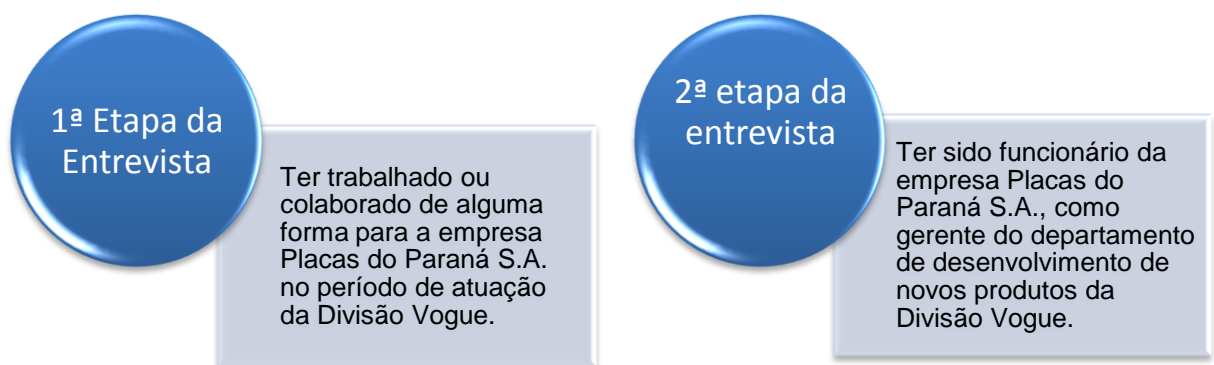 1ª Etapa da
Entrevista
Ter trabalhado ou
colaborado de alguma
forma para a empresa
Placas do Paraná S.A.
no período de atuação
da Divisão Vogue.
2ª etapa da
entrevista
Ter sido funcionário da
empresa Placas do
Paraná S.A., como
gerente do departamento
de desenvolvimento de
novos produtos da
Divisão Vogue.